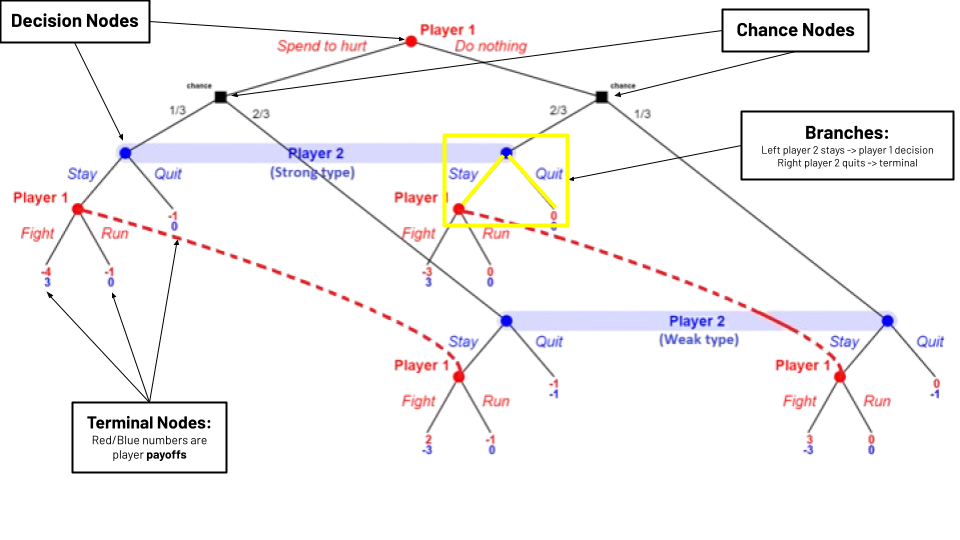 Decision Nodes
Player 1
Spend to hurt
Do nothing
Chance Nodes
chance
chance
1/3
2/3
2/3
1/3
Branches:
Left player 2 stays -> player 1 decision
Right player 2 quits -> terminal
Player 2
(Strong type)
Stay
Quit
Stay
Quit
Player 1
-1
0
Player
0
Fight
Run
Fight
Run
-4
3
-1
0
-3
3
0
0
Player 2
(Weak type)
Stay
Quit
Stay
Quit
Player 1
-1
-1
Player 1
0
-1
Fight
Run
Fight
Run
Terminal Nodes:
Red/Blue numbers are
player payoffs
2
-3
-1
0
3
-3
0
0